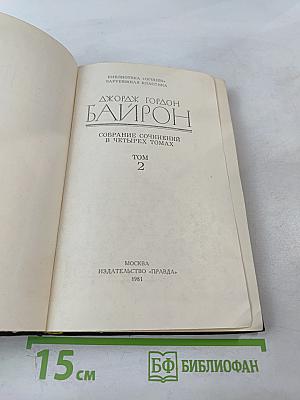 БИБЛИОТЕКА «ОГОНЕК»
ЗАРУБЕЖНАЯ КЛАССИКА
ДЖОРДЖ ГОРДОН
БАЙРОН
СОБРАНИЕ СОЧИНЕНИЙ
В ЧЕТЫРЕХ ТОМАХ
ТОМ
2
МОСКВА
ИЗДАТЕЛЬСТВО «ПРАВДА»
1981
15 см
БФ БИБЛИОФАН